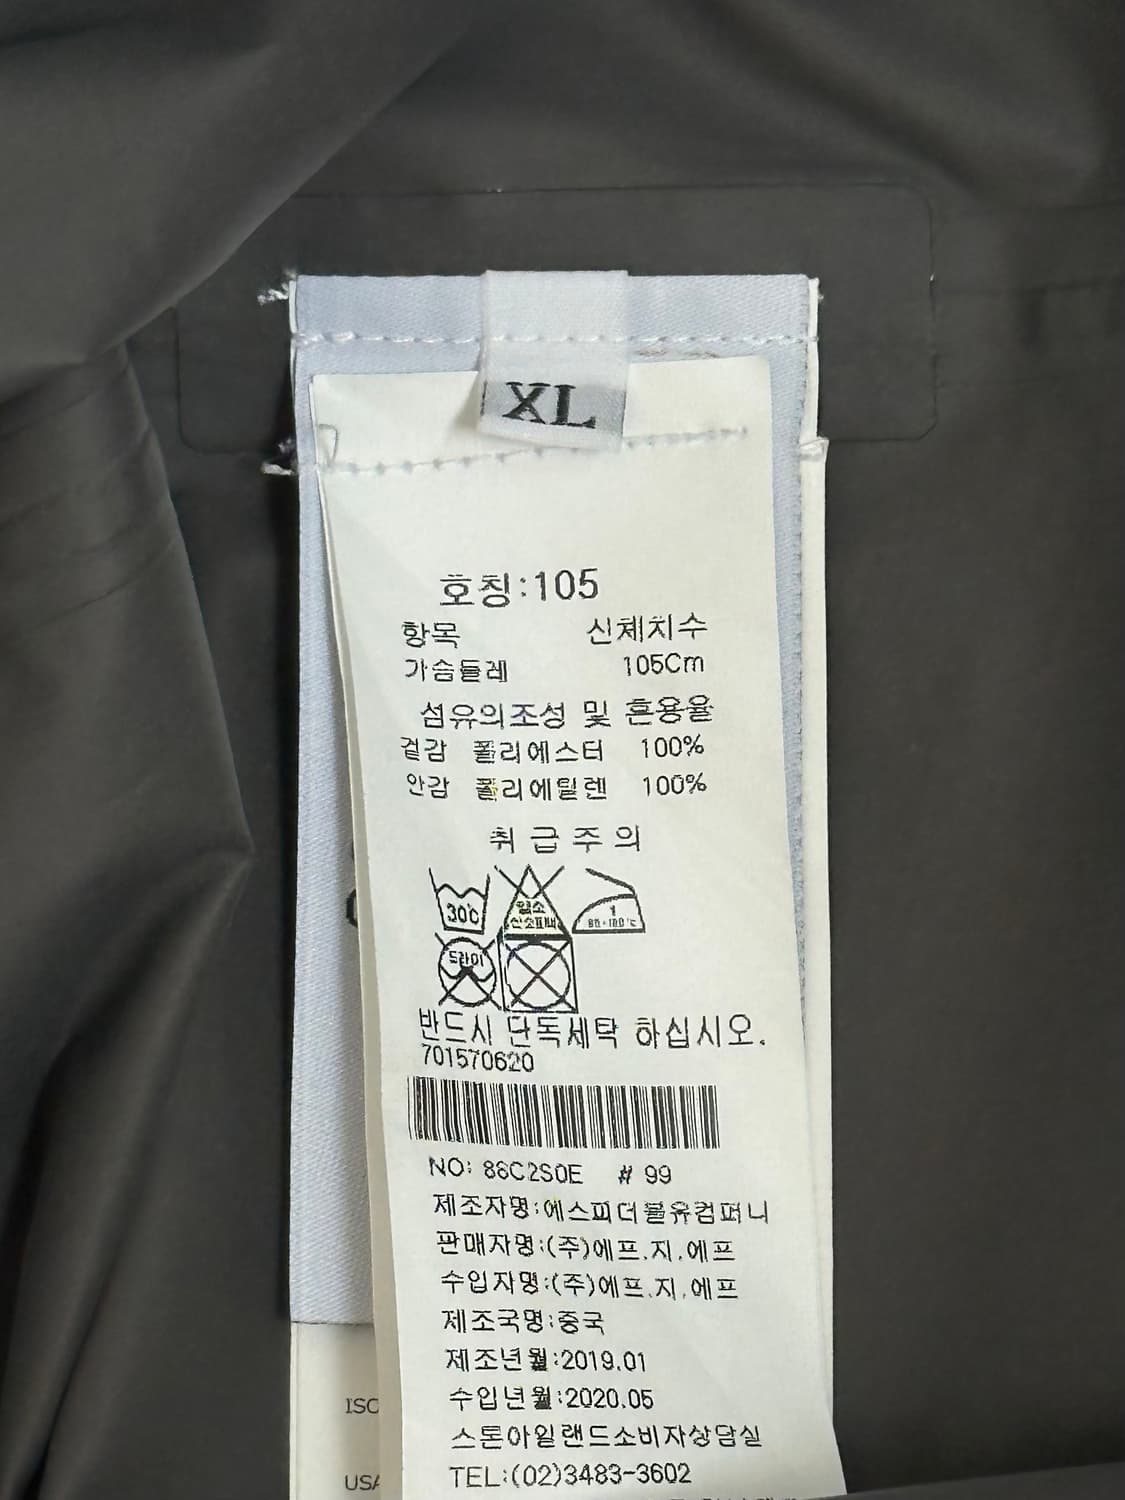 XL
호칭:105
항목 신체치수
가슴들레 105Cm
섬유의조성 및 혼용율
겉감 폴리에스터 100%
안감 폴리에틸렌 100%
취급주의
30℃
염소
산소표백
1
80-180℃
드라이
반드시 단독세탁 하십시오.
701570620
NO: 86C2S0E # 99
제조자명:에스피더블유컴퍼니
판매자명:(주)에프.지.에프
수입자명:(주)에프.지.에프
제조국명:중국
제조년월:2019.01
수입년월:2020.05
스톤아일랜드소비자상담실
TEL:(02)3483-3602
ISO
USA